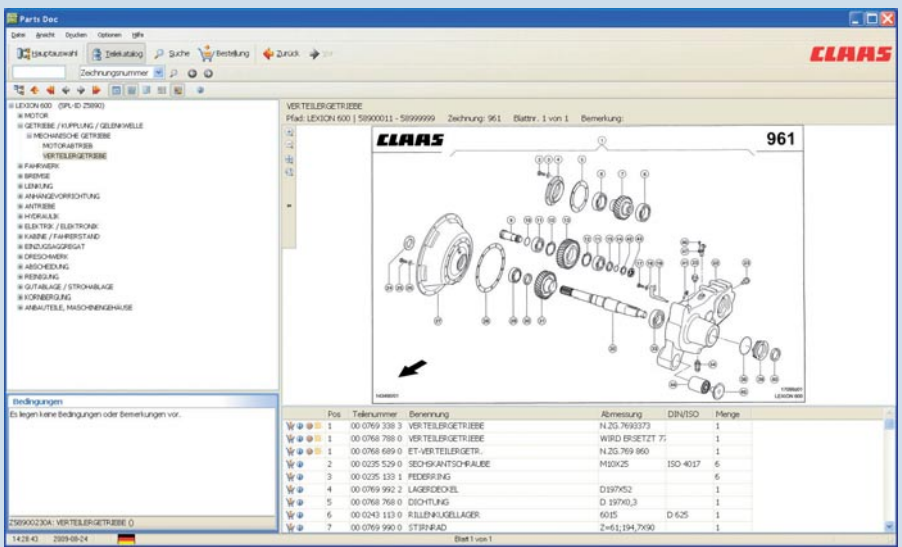 Parts Doc
Datei Ansicht Drucken Optionen Hilfe
Hauptauswahl Teilekatalog Suche Bestellung Zurück
CLAAS
Zeichnungsnummer
LEXION 600 (SPL-ID Z5890)
MOTOR
GETRIEBE / KUPPLUNG / GELENKWELLE
MECHANISCHE GETRIEBE
MOTORABTRIEB
VERTEILERGETRIEBE
FAHRWERK
BREMSE
LENKUNG
ANHÄNGEVORRICHTUNG
ANTRIEBE
HYDRAULIK
ELEKTRIK / ELEKTRONIK
KABINE / FAHRERSTAND
EINZUGSAGGREGAT
DRESCHWERK
ABSCHEIDUNG
REINIGUNG
GUTABLAGE / STROHABLAGE
KORNBERGUNG
ANBAUTEILE, MASCHINENGEHÄUSE
VERTEILERGETRIEBE
Pfad: LEXION 600 | 58900011 - 58999999 Zeichnung: 961 Blattnr. 1 von 1 Bemerkung:
CLAAS
961
LEXION 600
Bedingungen
Es liegen keine Bedingungen oder Bemerkungen vor.
Pos Teilenummer Benennung Abmessung DIN/ISO Menge
1 00 0769 338 3 VERTEILERGETRIEBE N.ZG.7693373 1
1 00 0768 788 0 VERTEILERGETRIEBE WIRD ERSETZT 1
1 00 0768 689 0 ET-VERTEILERGETR. N.ZG.769 860 1
2 00 0235 529 0 SECHSKANTSCHRAUBE M10X25 ISO 4017 6
3 00 0235 133 1 FEDERRING 6
4 00 0769 992 2 LAGERDECKEL D197X52 1
5 00 0768 768 0 DICHTUNG D 197X0,3 1
6 00 0243 113 0 RILLENKUGELLAGER 6015 D 625 1
7 00 0769 990 0 STIRNRAD Z=61;194,7X90 1
Z58900230A: VERTEILERGETRIEBE ()
14:28:43 2009-08-24 Blatt 1 von 1